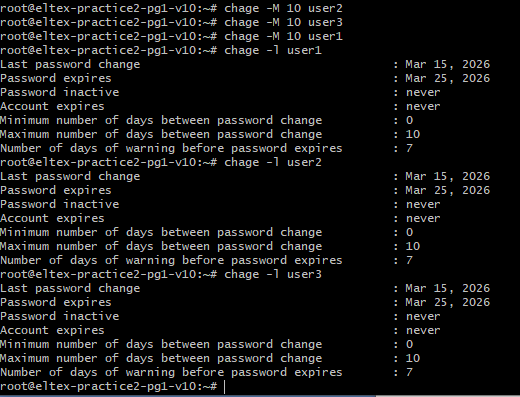 root@eltex-practice2-pg1-v10:~# chage -M 10 user2
root@eltex-practice2-pg1-v10:~# chage -M 10 user3
root@eltex-practice2-pg1-v10:~# chage -M 10 user1
root@eltex-practice2-pg1-v10:~# chage -l user1
Last password change : Mar 15, 2026
Password expires : Mar 25, 2026
Password inactive : never
Account expires : never
Minimum number of days between password change : 0
Maximum number of days between password change : 10
Number of days of warning before password expires : 7
root@eltex-practice2-pg1-v10:~# chage -l user2
Last password change : Mar 15, 2026
Password expires : Mar 25, 2026
Password inactive : never
Account expires : never
Minimum number of days between password change : 0
Maximum number of days between password change : 10
Number of days of warning before password expires : 7
root@eltex-practice2-pg1-v10:~# chage -l user3
Last password change : Mar 15, 2026
Password expires : Mar 25, 2026
Password inactive : never
Account expires : never
Minimum number of days between password change : 0
Maximum number of days between password change : 10
Number of days of warning before password expires : 7
root@eltex-practice2-pg1-v10:~#